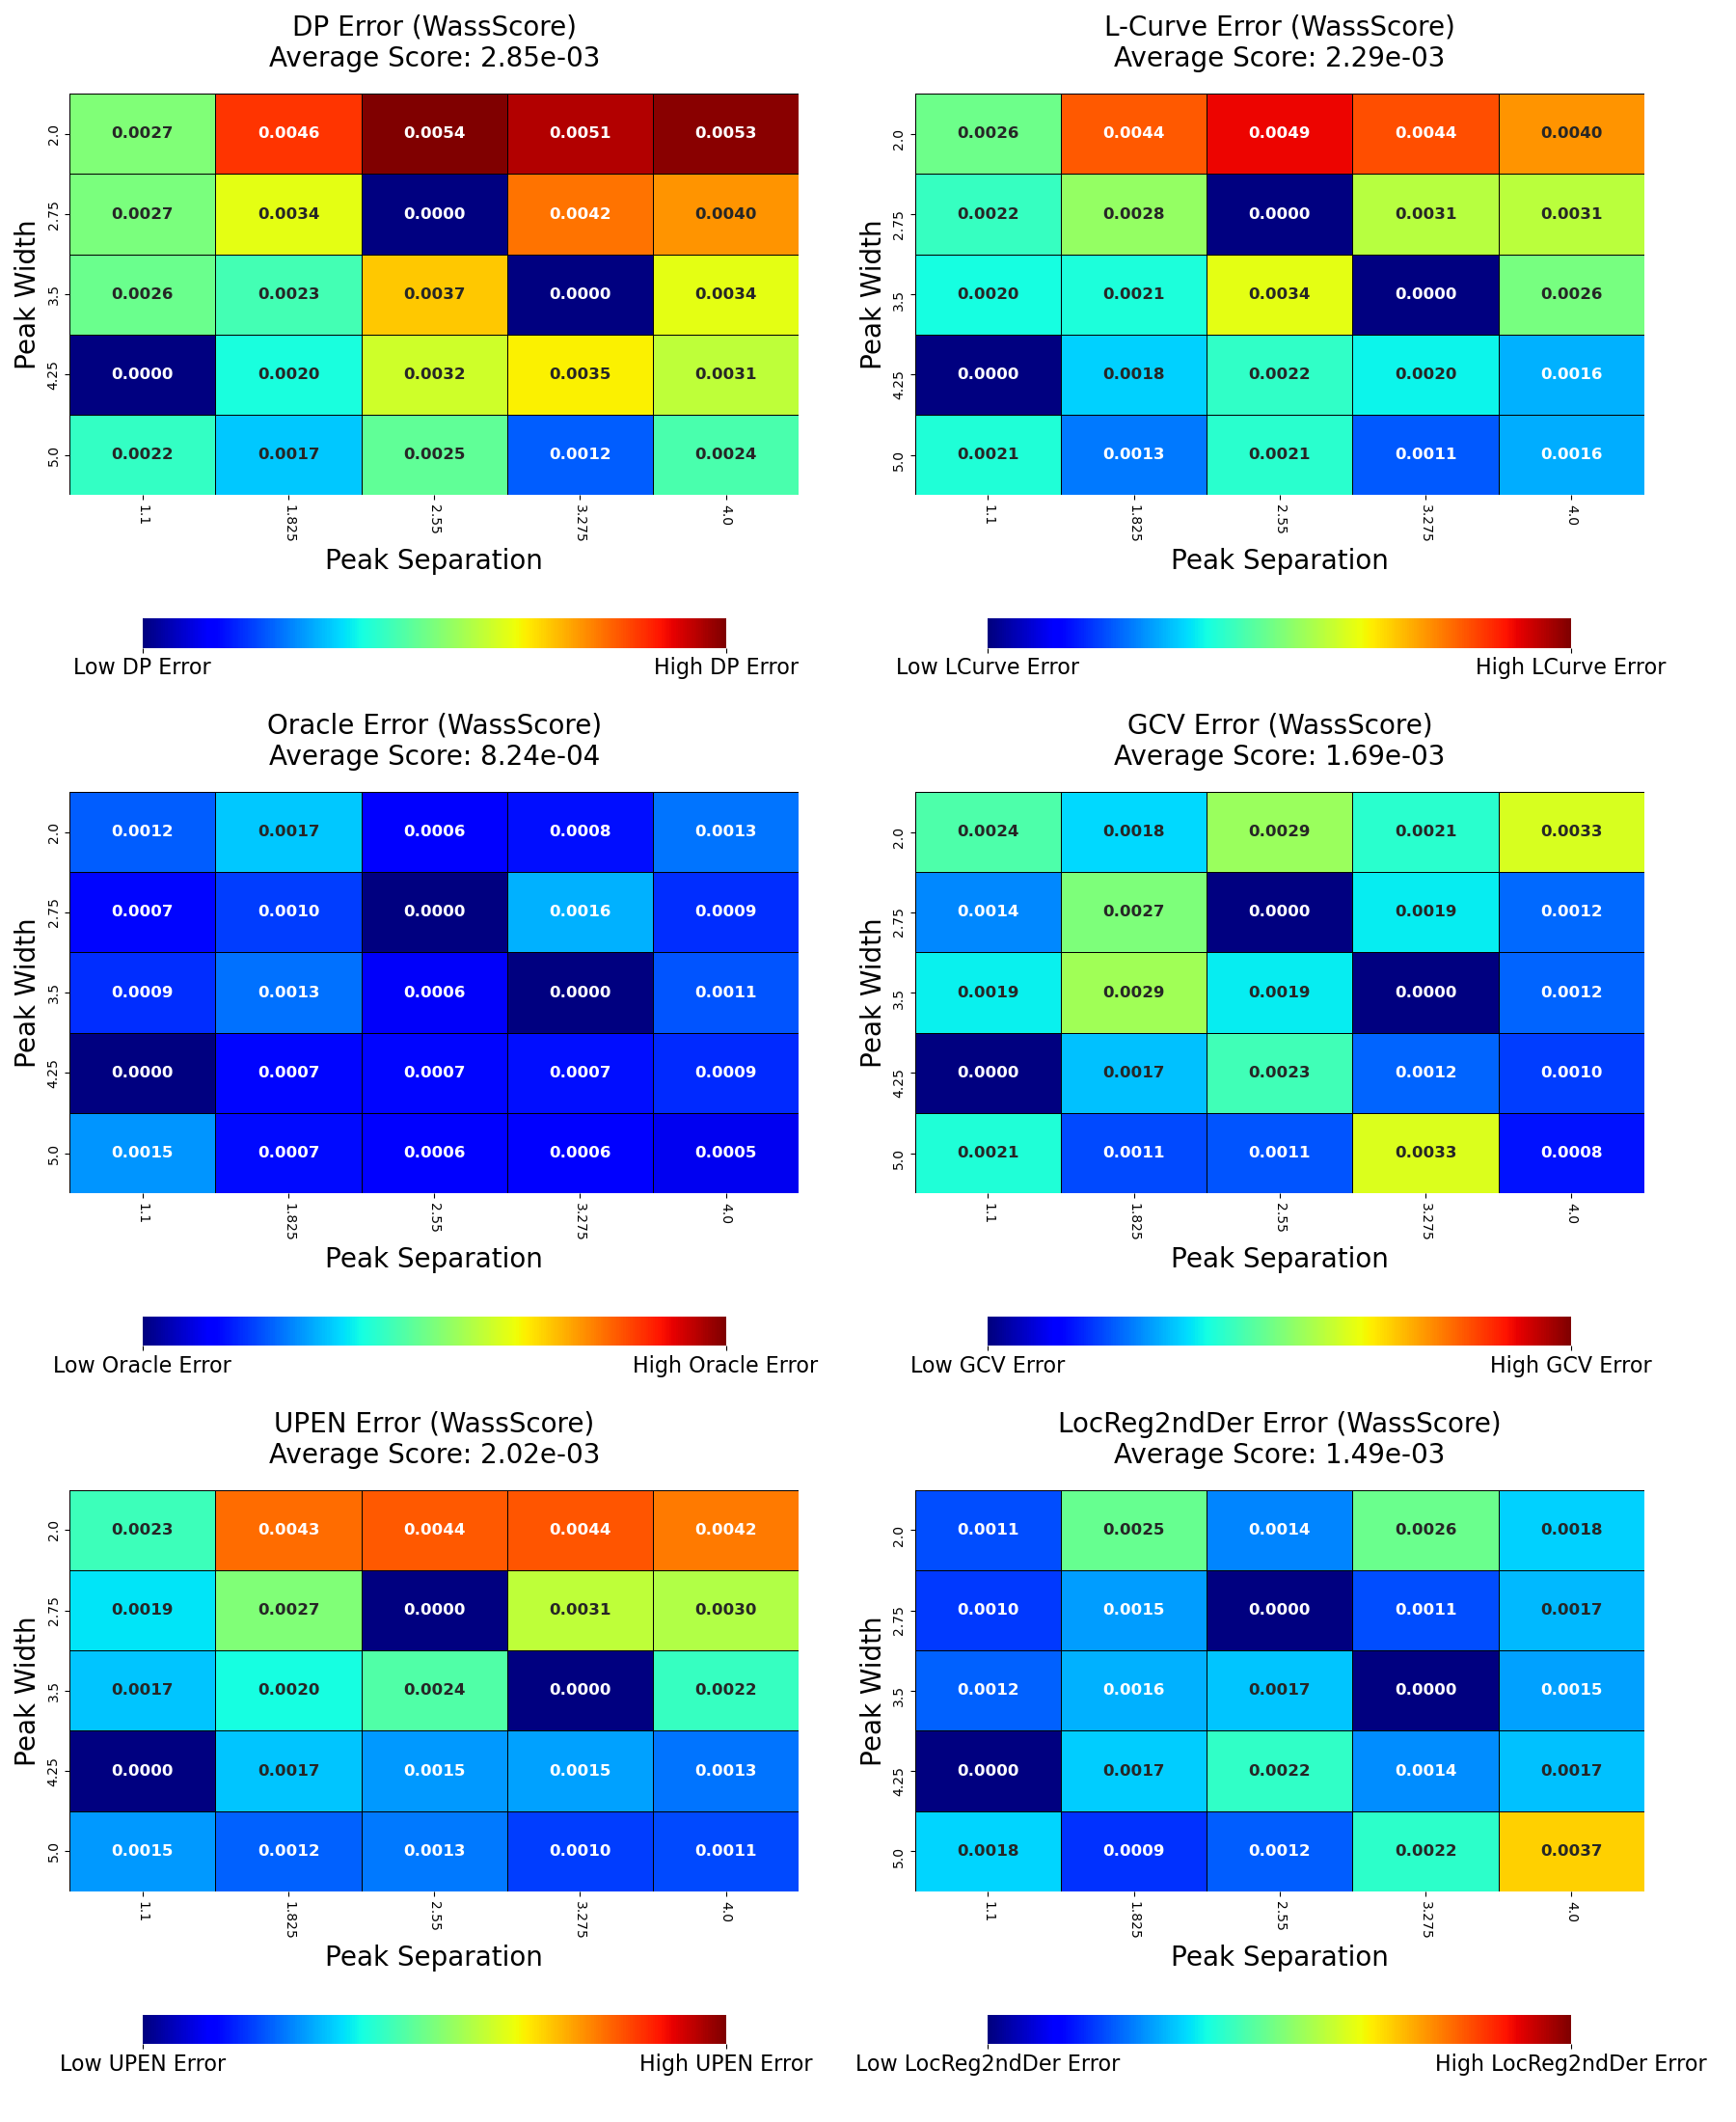 DP Error (WassScore)
Average Score: 2.85e-03
Peak Width
2.0 0.0027 0.0046 0.0054 0.0051 0.0053
2.75 0.0027 0.0034 0.0000 0.0042 0.0040
3.5 0.0026 0.0023 0.0037 0.0000 0.0034
4.25 0.0000 0.0020 0.0032 0.0035 0.0031
5.0 0.0022 0.0017 0.0025 0.0012 0.0024
1.1 1.825 2.55 3.275 4.0
Peak Separation
Low DP Error High DP Error
L-Curve Error (WassScore)
Average Score: 2.29e-03
Peak Width
2.0 0.0026 0.0044 0.0049 0.0044 0.0040
2.75 0.0022 0.0028 0.0000 0.0031 0.0031
3.5 0.0020 0.0021 0.0034 0.0000 0.0026
4.25 0.0000 0.0018 0.0022 0.0020 0.0016
5.0 0.0021 0.0013 0.0021 0.0011 0.0016
1.1 1.825 2.55 3.275 4.0
Peak Separation
Low LCurve Error High LCurve Error
Oracle Error (WassScore)
Average Score: 8.24e-04
Peak Width
2.0 0.0012 0.0017 0.0006 0.0008 0.0013
2.75 0.0007 0.0010 0.0000 0.0016 0.0009
3.5 0.0009 0.0013 0.0006 0.0000 0.0011
4.25 0.0000 0.0007 0.0007 0.0007 0.0009
5.0 0.0015 0.0007 0.0006 0.0006 0.0005
1.1 1.825 2.55 3.275 4.0
Peak Separation
Low Oracle Error High Oracle Error
GCV Error (WassScore)
Average Score: 1.69e-03
Peak Width
2.0 0.0024 0.0018 0.0029 0.0021 0.0033
2.75 0.0014 0.0027 0.0000 0.0019 0.0012
3.5 0.0019 0.0029 0.0019 0.0000 0.0012
4.25 0.0000 0.0017 0.0023 0.0012 0.0010
5.0 0.0021 0.0011 0.0011 0.0033 0.0008
1.1 1.825 2.55 3.275 4.0
Peak Separation
Low GCV Error High GCV Error
UPEN Error (WassScore)
Average Score: 2.02e-03
Peak Width
2.0 0.0023 0.0043 0.0044 0.0044 0.0042
2.75 0.0019 0.0027 0.0000 0.0031 0.0030
3.5 0.0017 0.0020 0.0024 0.0000 0.0022
4.25 0.0000 0.0017 0.0015 0.0015 0.0013
5.0 0.0015 0.0012 0.0013 0.0010 0.0011
1.1 1.825 2.55 3.275 4.0
Peak Separation
Low UPEN Error High UPEN Error
LocReg2ndDer Error (WassScore)
Average Score: 1.49e-03
Peak Width
2.0 0.0011 0.0025 0.0014 0.0026 0.0018
2.75 0.0010 0.0015 0.0000 0.0011 0.0017
3.5 0.0012 0.0016 0.0017 0.0000 0.0015
4.25 0.0000 0.0017 0.0022 0.0014 0.0017
5.0 0.0018 0.0009 0.0012 0.0022 0.0037
1.1 1.825 2.55 3.275 4.0
Peak Separation
Low LocReg2ndDer Error High LocReg2ndDer Error